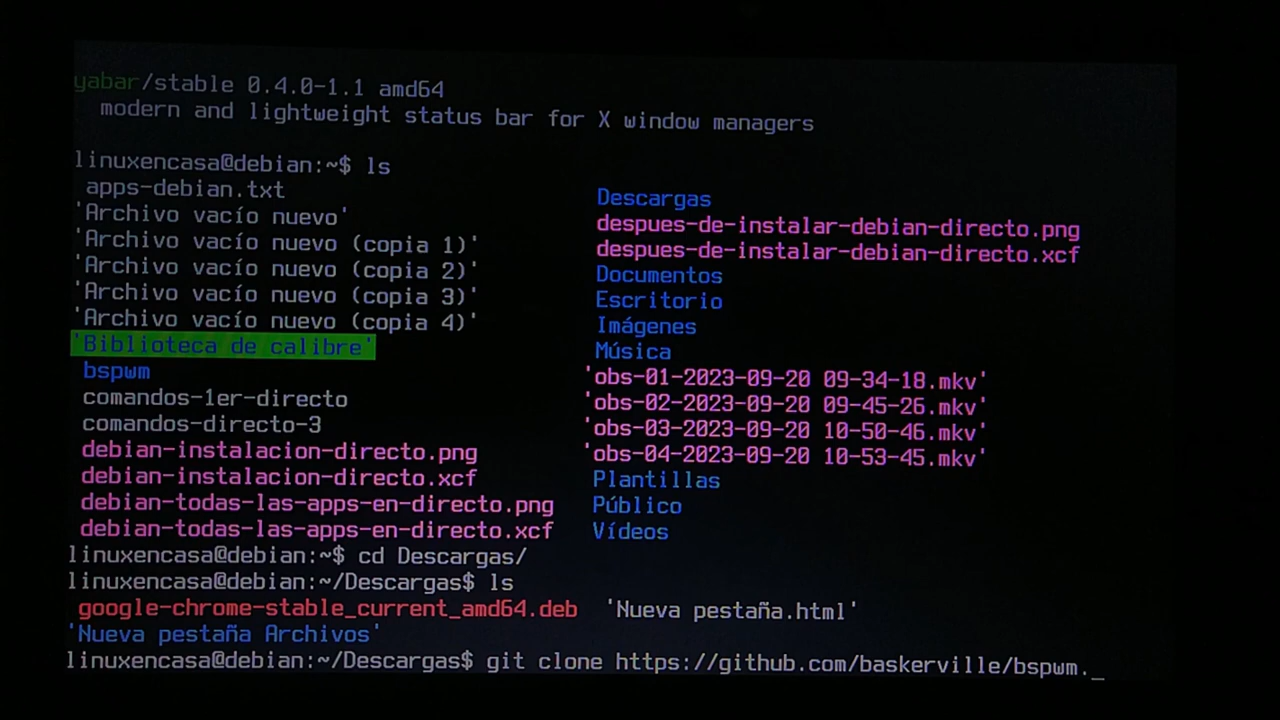 yabar/stable 0.4.0-1.1 amd64
modern and lightweight status bar for X window managers
linuxencasa@debian:~$ ls
apps-debian.txt Descargas
'Archivo vacío nuevo' despues-de-instalar-debian-directo.png
'Archivo vacío nuevo (copia 1)' despues-de-instalar-debian-directo.xcf
'Archivo vacío nuevo (copia 2)' Documentos
'Archivo vacío nuevo (copia 3)' Escritorio
'Archivo vacío nuevo (copia 4)' Imágenes
'Biblioteca de calibre' Música
bspwm 'obs-01-2023-09-20 09-34-18.mkv'
comandos-1er-directo 'obs-02-2023-09-20 09-45-26.mkv'
comandos-directo-3 'obs-03-2023-09-20 10-50-46.mkv'
debian-instalacion-directo.png 'obs-04-2023-09-20 10-53-45.mkv'
debian-instalacion-directo.xcf Plantillas
debian-todas-las-apps-en-directo.png Público
debian-todas-las-apps-en-directo.xcf Vídeos
linuxencasa@debian:~$ cd Descargas/
linuxencasa@debian:~/Descargas$ ls
google-chrome-stable_current_amd64.deb 'Nueva pestaña.html'
'Nueva pestaña Archivos'
linuxencasa@debian:~/Descargas$ git clone https://github.com/baskerville/bspwm._